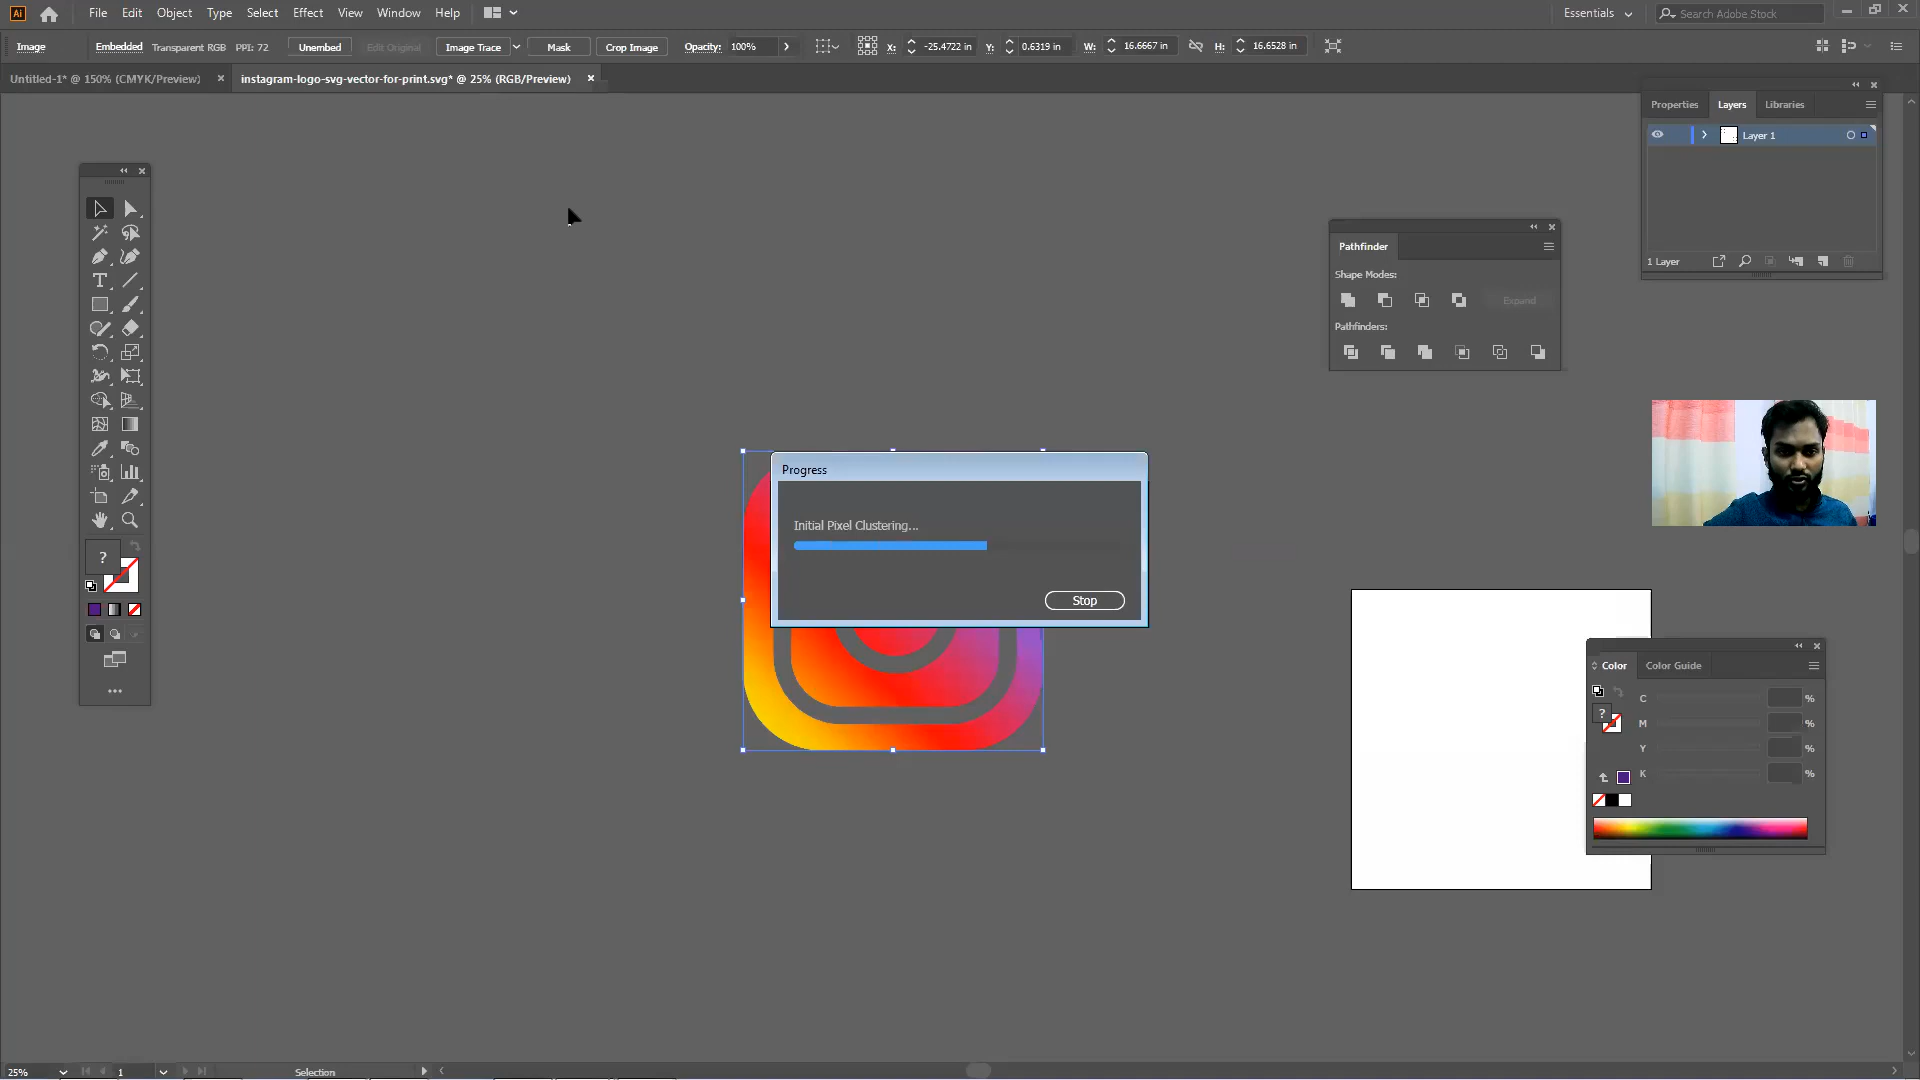 Ai File Edit Object Type Select Effect View Window Help Essentials Search Adobe Stock
Image Embedded Transparent RGB PPI: 72 Unembed Edit Original Image Trace Mask Crop Image Opacity: 100% X: -25.4722 in Y: 0.6319 in W: 16.6667 in H: 16.6528 in
Untitled-1* @ 150% (CMYK/Preview) instagram-logo-svg-vector-for-print.svg* @ 25% (RGB/Preview)
Properties Layers Libraries
Layer 1
1 Layer
Pathfinder
Shape Modes:
Expand
Pathfinders:
Progress
Initial Pixel Clustering...
Stop
Color Color Guide
C %
M %
Y %
K %
25% 1 Selection